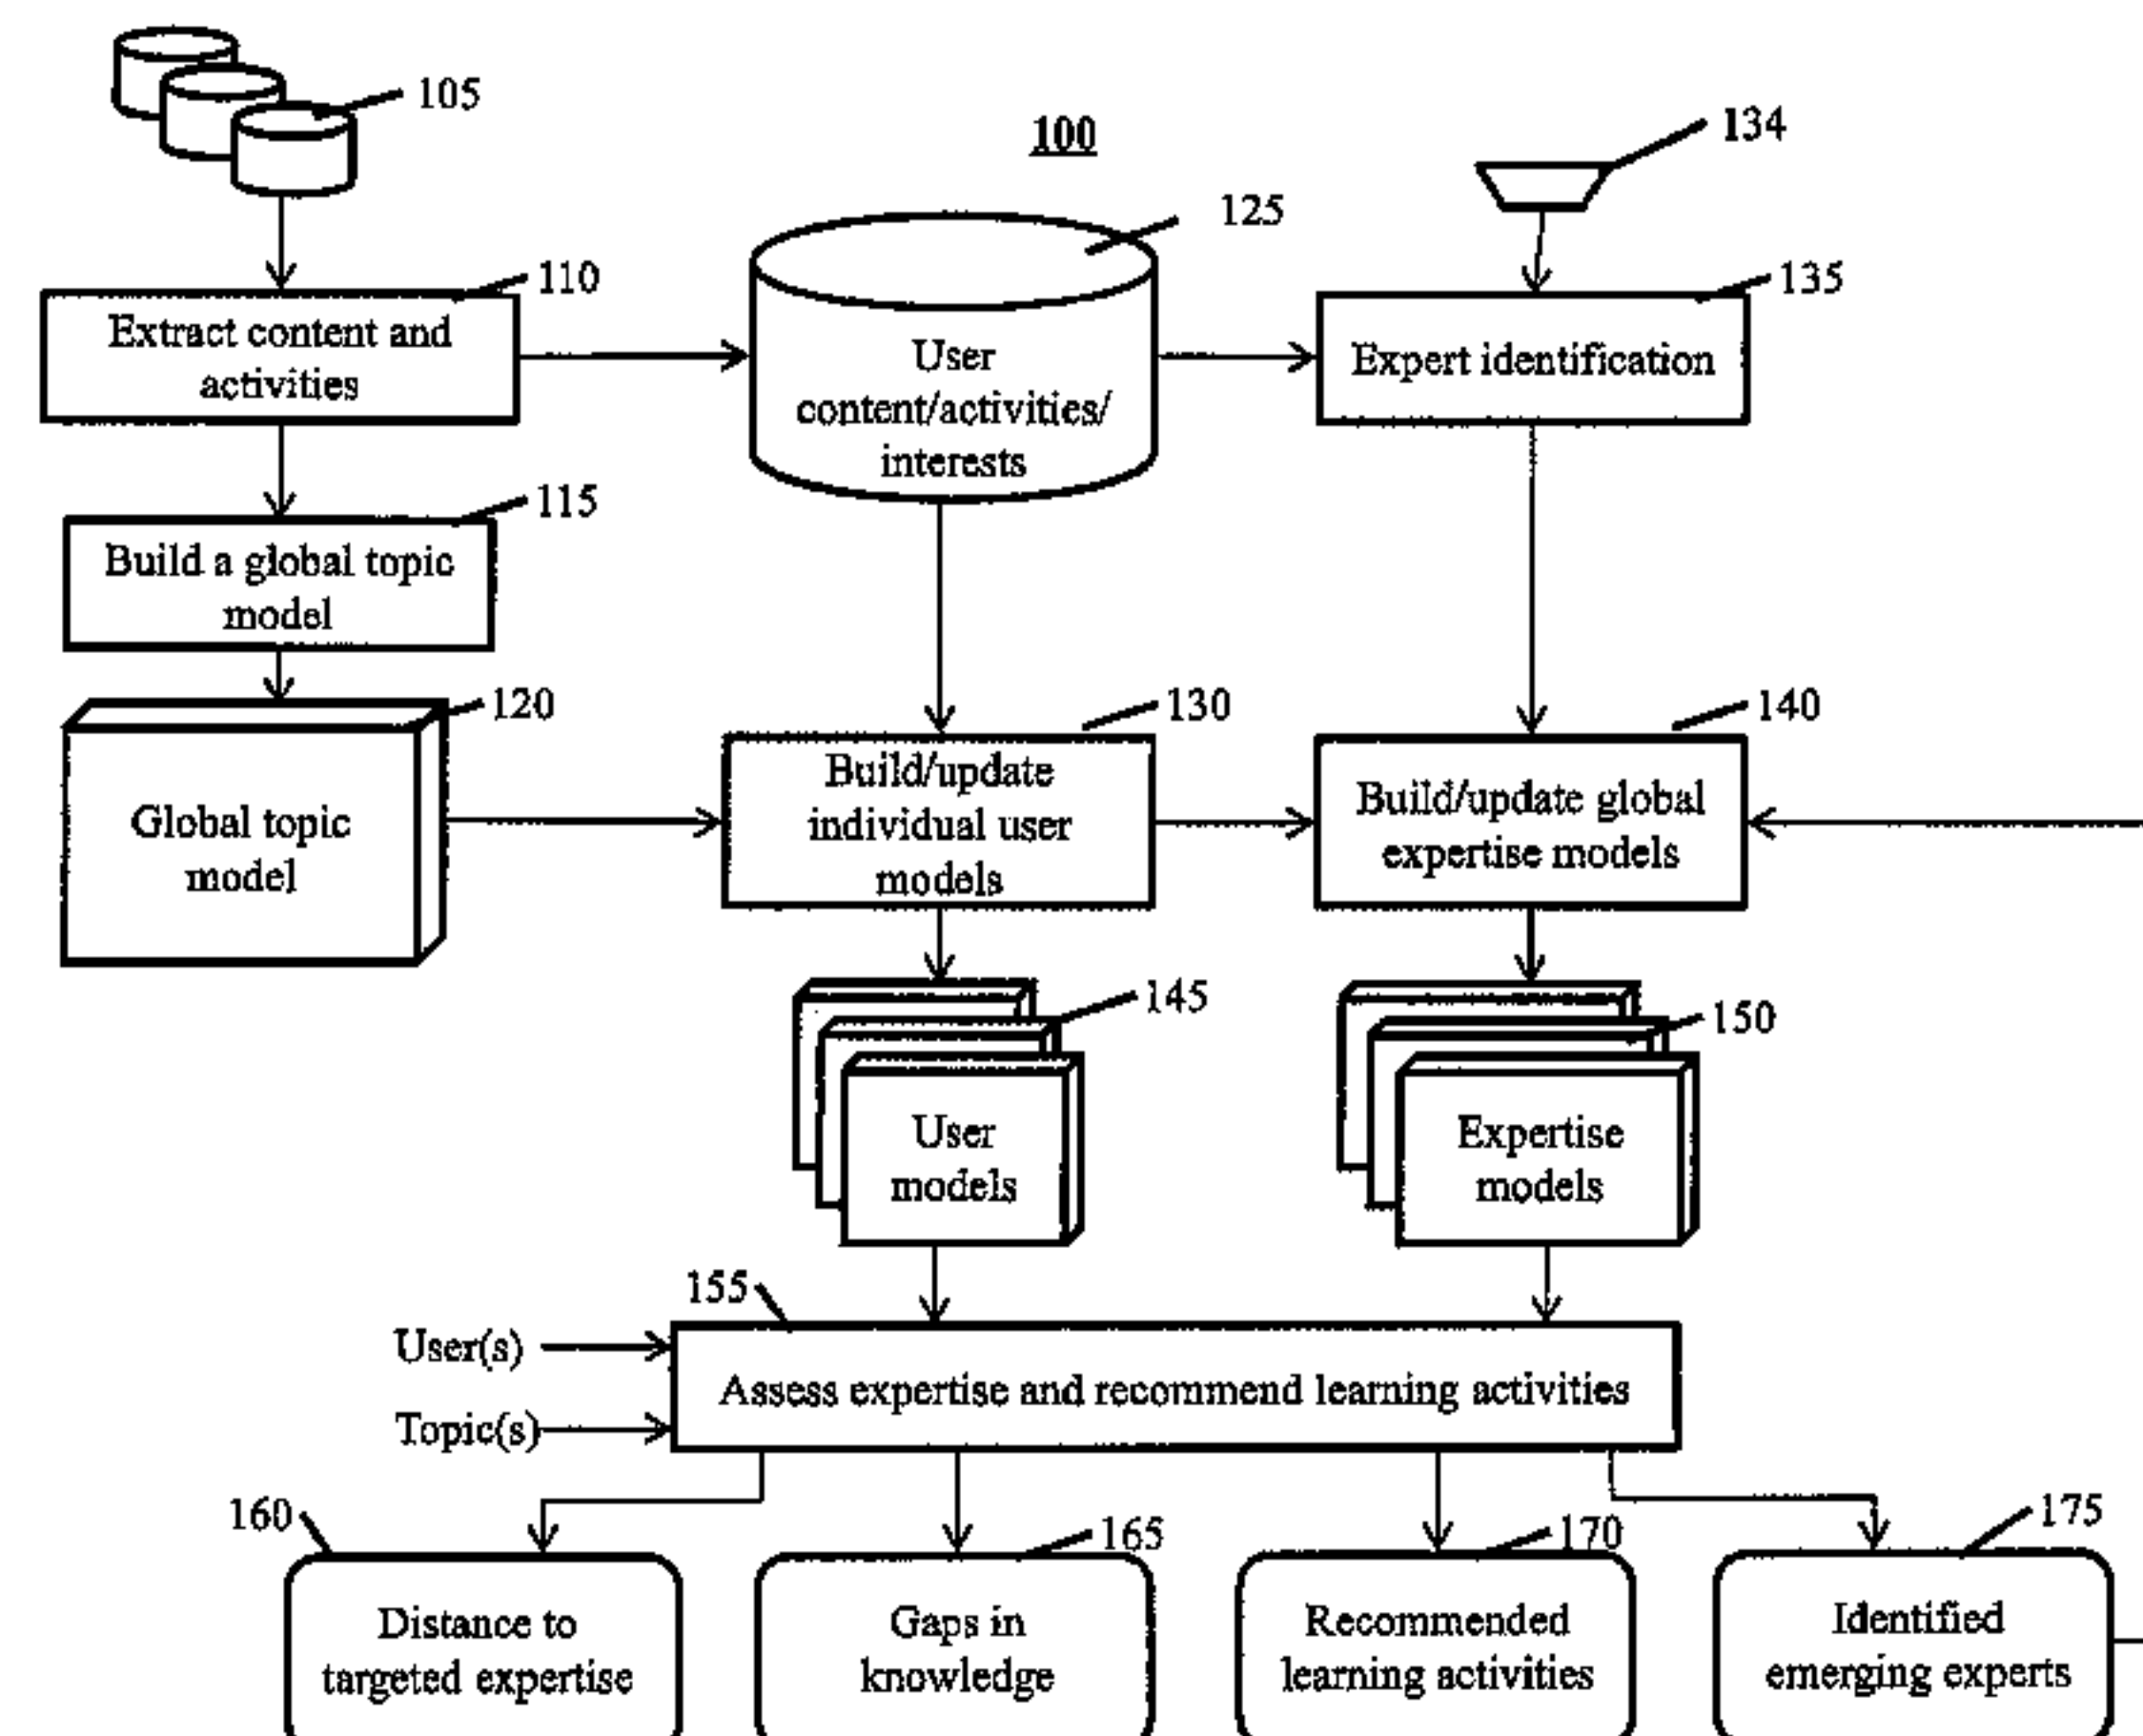 105
100
134
125
110
135
Extract content and
activities
User
content/activities/
interests
Expert identification
115
Build a global topic
model
120
130
140
Global topic
model
Build/update
individual user
models
Build/update global
expertise models
145
150
User
models
Expertise
models
155
User(s)
Topic(s)
Assess expertise and recommend learning activities
160
165
170
175
Distance to
targeted expertise
Gaps in
knowledge
Recommended
learning activities
Identified
emerging experts